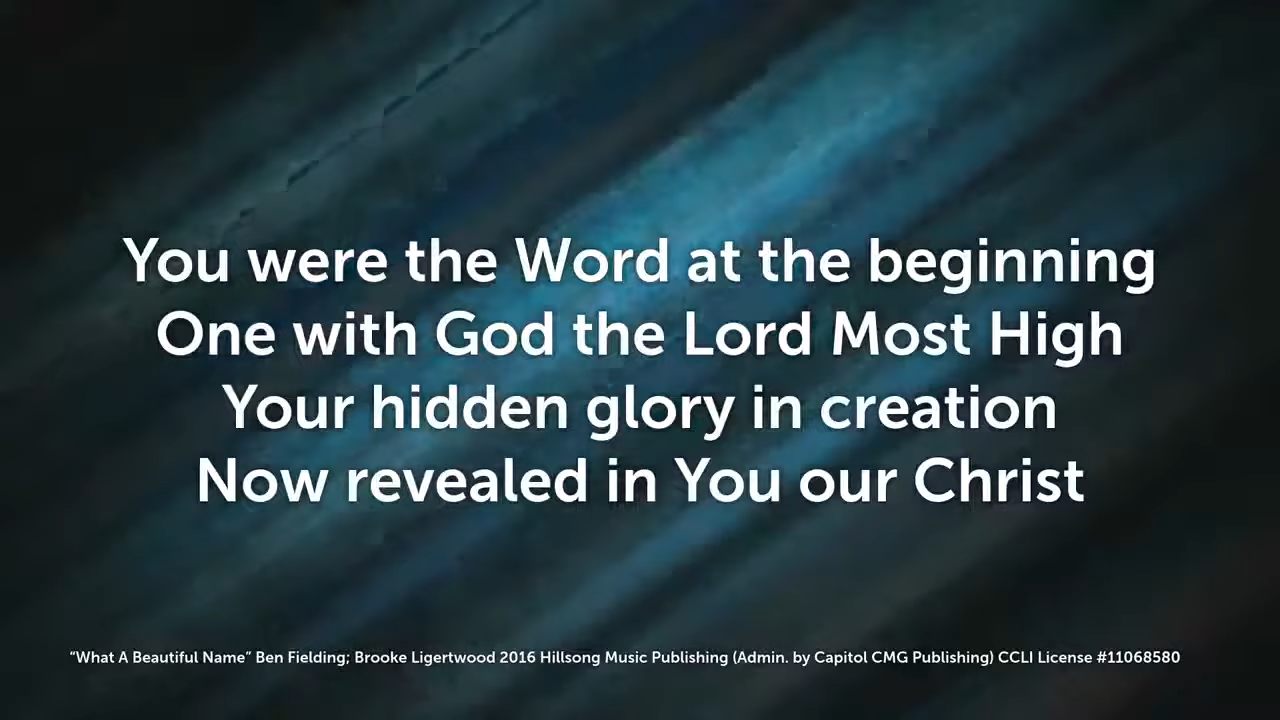 You were the Word at the beginning
One with God the Lord Most High
Your hidden glory in creation
Now revealed in You our Christ
“What A Beautiful Name” Ben Fielding; Brooke Ligertwood 2016 Hillsong Music Publishing (Admin. by Capitol CMG Publishing) CCLI License #11068580